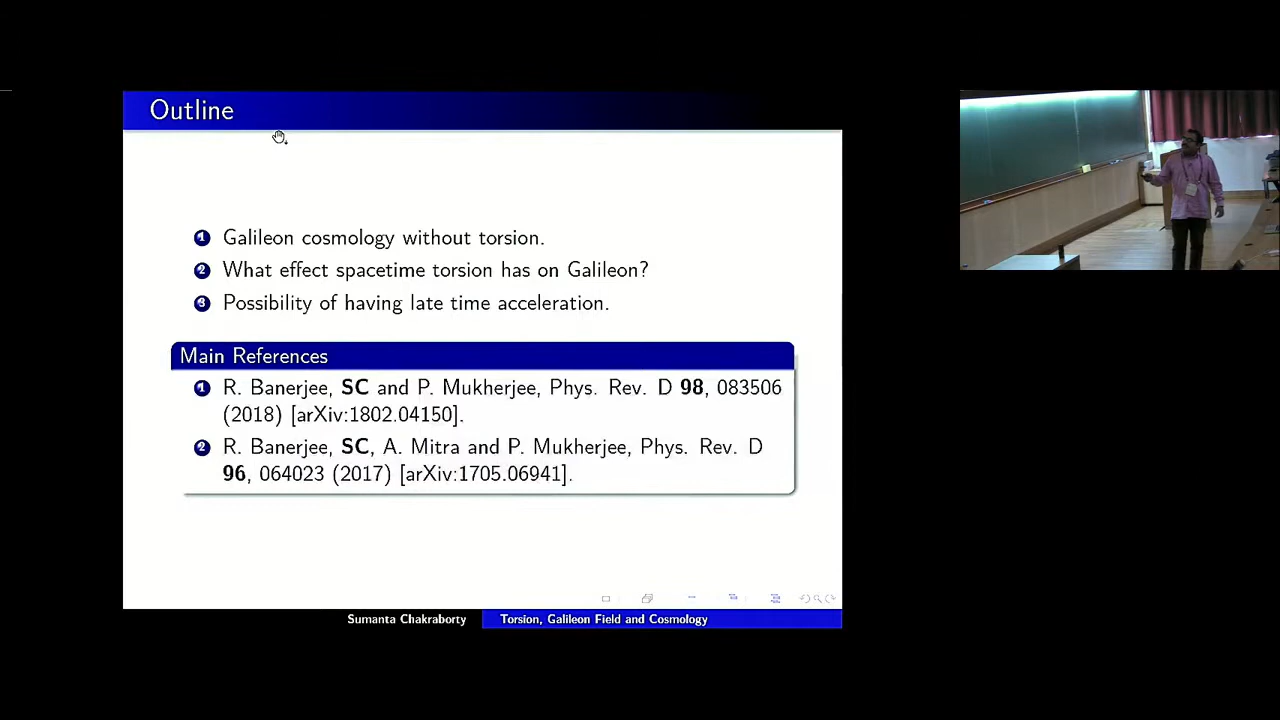 Outline
1 Galileon cosmology without torsion.
2 What effect spacetime torsion has on Galileon?
3 Possibility of having late time acceleration.
Main References
1 R. Banerjee, SC and P. Mukherjee, Phys. Rev. D 98, 083506
(2018) [arXiv:1802.04150].
2 R. Banerjee, SC, A. Mitra and P. Mukherjee, Phys. Rev. D
96, 064023 (2017) [arXiv:1705.06941].
Sumanta Chakraborty
Torsion, Galileon Field and Cosmology